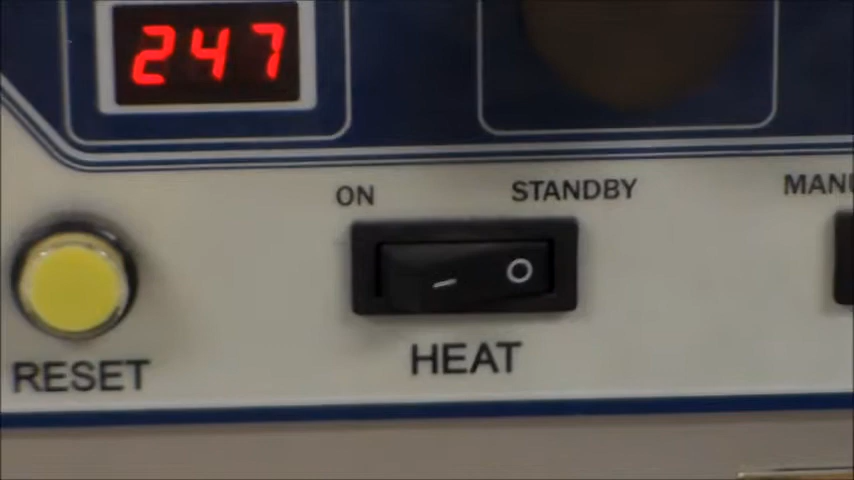 247
ON STANDBY MANU
– O
RESET HEAT